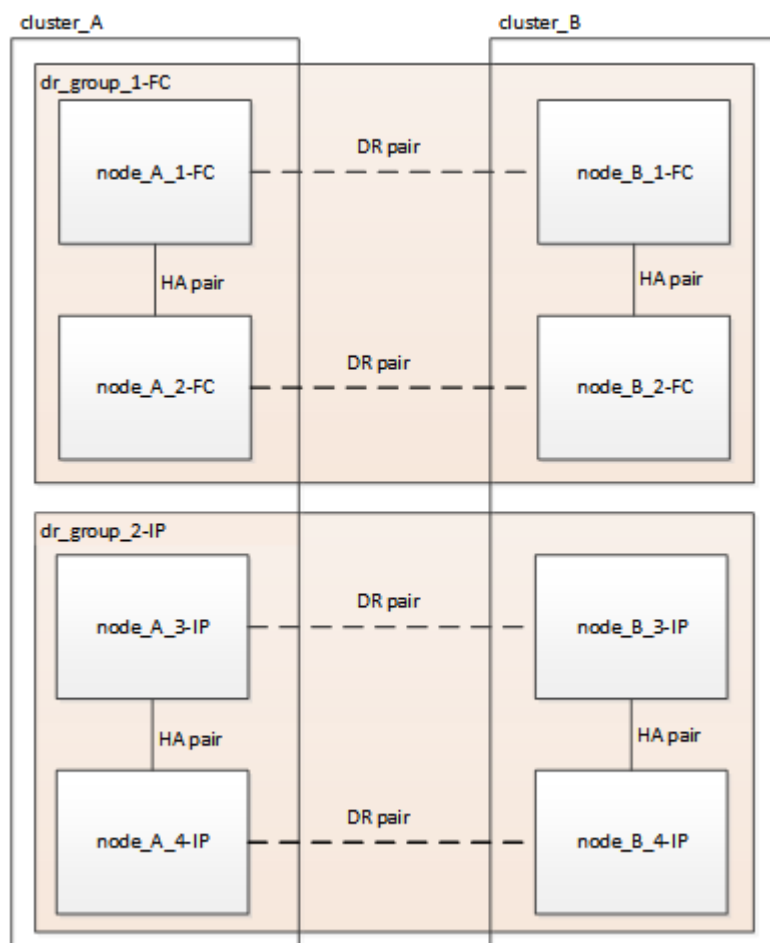 cluster_A
cluster_B
dr_group_1-FC
node_A_1-FC
DR pair
node_B_1-FC
HA pair
HA pair
node_A_2-FC
DR pair
node_B_2-FC
dr_group_2-IP
node_A_3-IP
DR pair
node_B_3-IP
HA pair
HA pair
node_A_4-IP
DR pair
node_B_4-IP